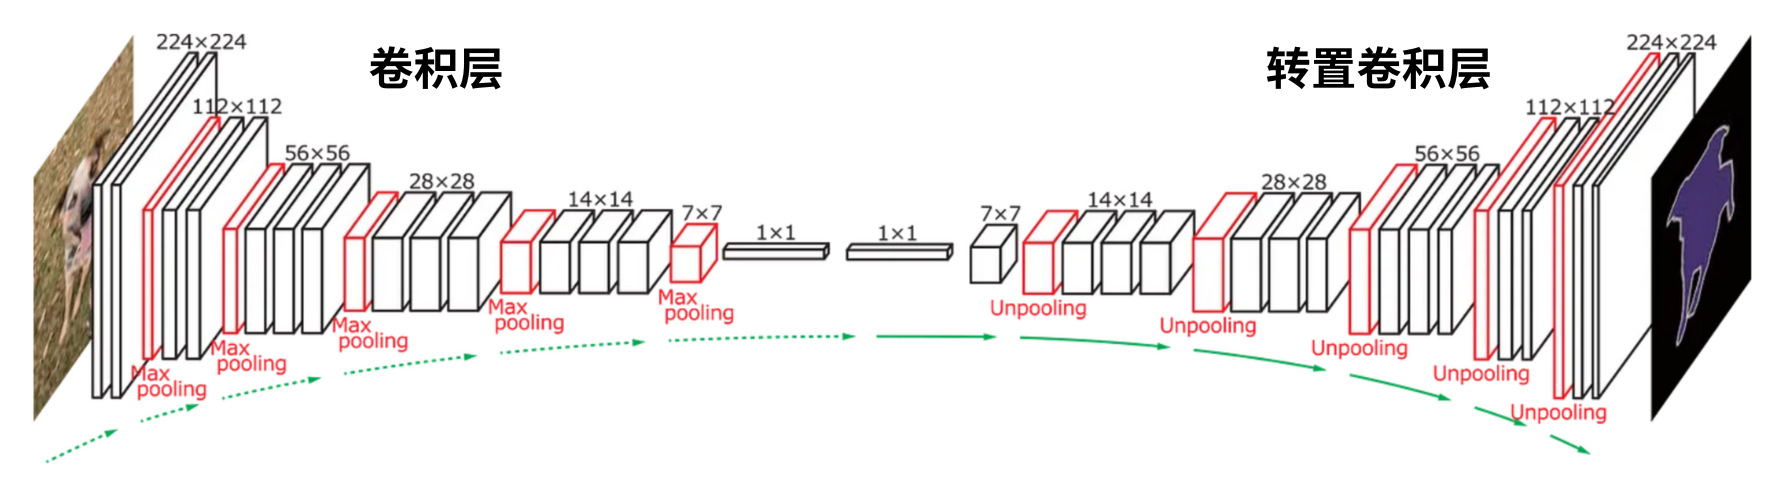 224×224
卷积层
转置卷积层
224×224
112×112
112×112
56×56
56×56
28×28
28×28
14×14
14×14
7×7
7×7
1×1
1×1
Max
pooling
Max
pooling
Max
pooling
Max
pooling
Max
pooling
Unpooling
Unpooling
Unpooling
Unpooling
Unpooling